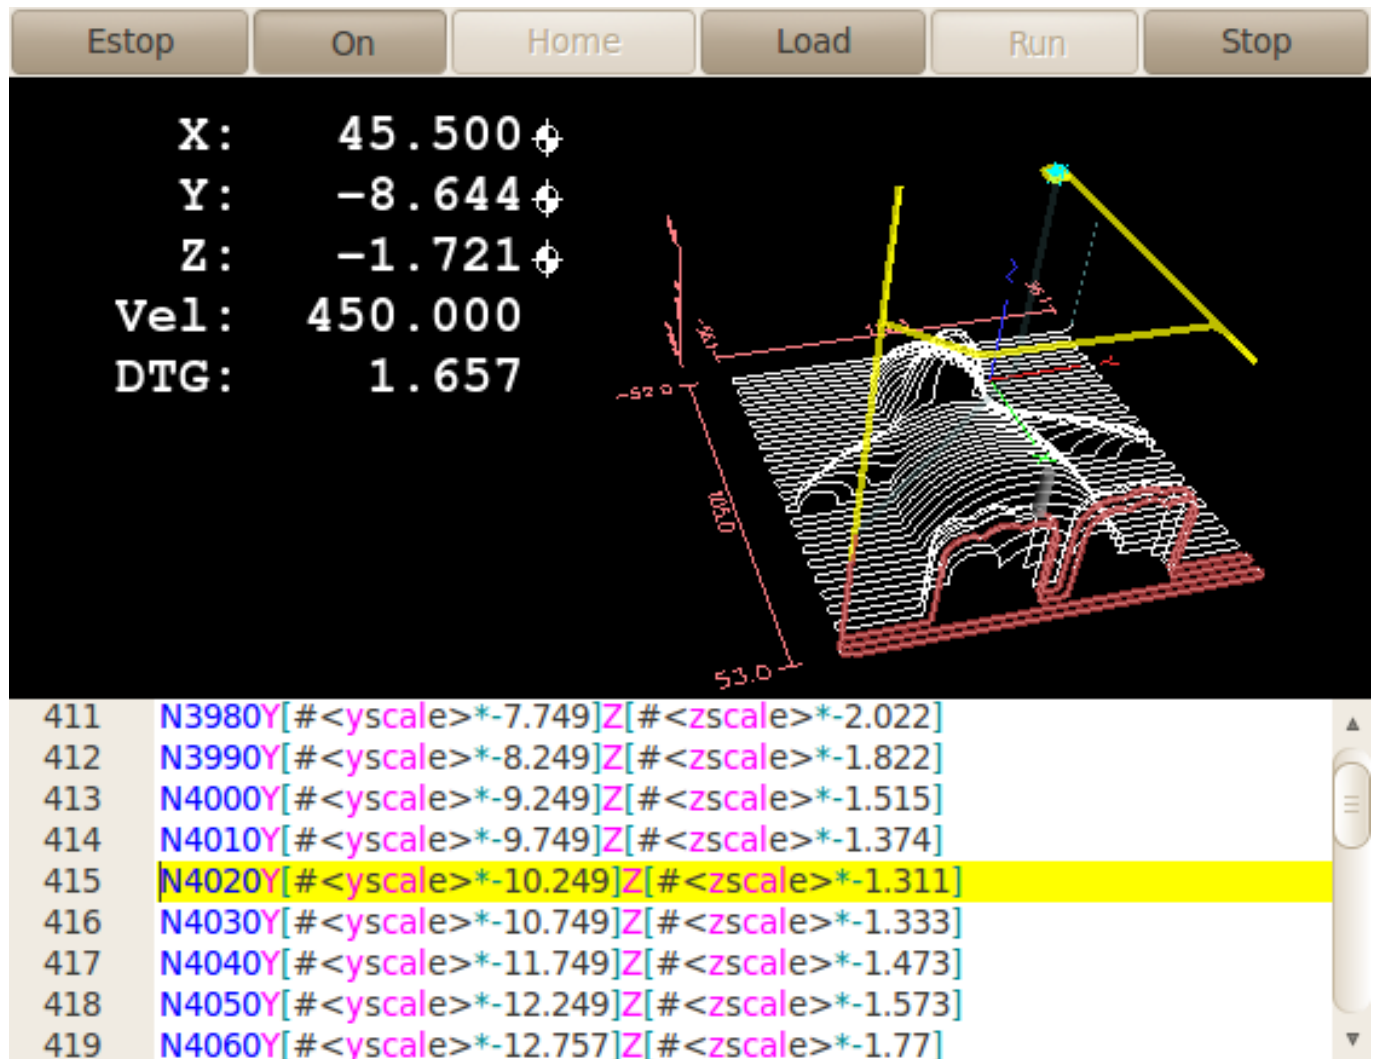 Estop On Home Load Run Stop
X: 45.500
Y: -8.644
Z: -1.721
Vel: 450.000
DTG: 1.657
-52.0
105.0
53.0
411 N3980Y[#<yscale>*-7.749]Z[#<zscale>*-2.022]
412 N3990Y[#<yscale>*-8.249]Z[#<zscale>*-1.822]
413 N4000Y[#<yscale>*-9.249]Z[#<zscale>*-1.515]
414 N4010Y[#<yscale>*-9.749]Z[#<zscale>*-1.374]
415 N4020Y[#<yscale>*-10.249]Z[#<zscale>*-1.311]
416 N4030Y[#<yscale>*-10.749]Z[#<zscale>*-1.333]
417 N4040Y[#<yscale>*-11.749]Z[#<zscale>*-1.473]
418 N4050Y[#<yscale>*-12.249]Z[#<zscale>*-1.573]
419 N4060Y[#<yscale>*-12.757]Z[#<zscale>*-1.77]